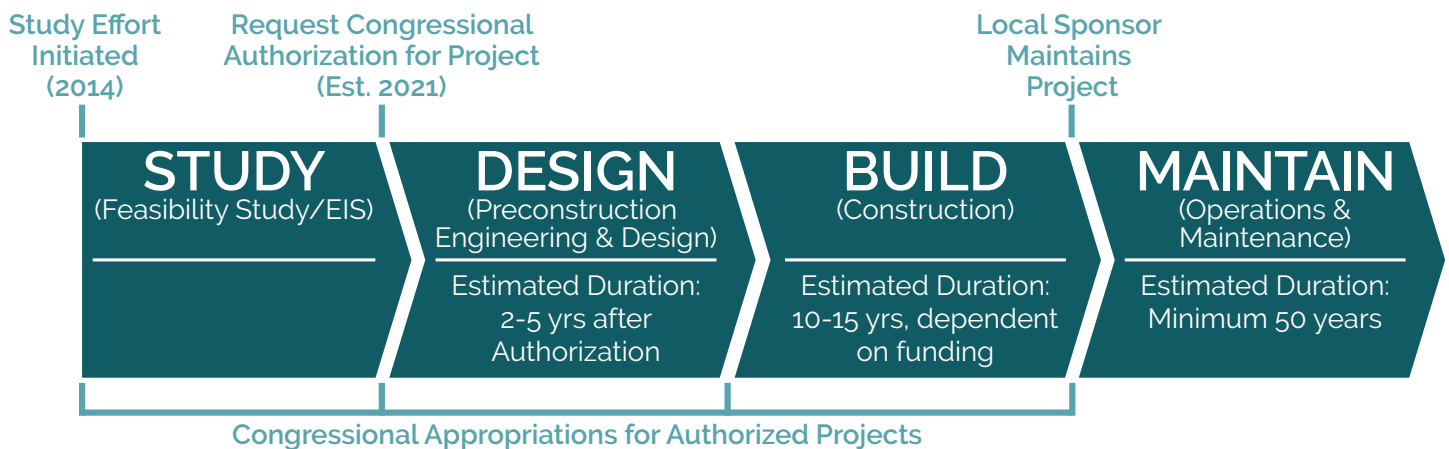 Study Effort
Initiated
(2014)
Request Congressional
Authorization for Project
(Est. 2021)
Local Sponsor
Maintains
Project
STUDY
(Feasibility Study/EIS)
DESIGN
(Preconstruction
Engineering & Design)
Estimated Duration:
2-5 yrs after
Authorization
BUILD
(Construction)
Estimated Duration:
10-15 yrs, dependent
on funding
MAINTAIN
(Operations &
Maintenance)
Estimated Duration:
Minimum 50 years
Congressional Appropriations for Authorized Projects